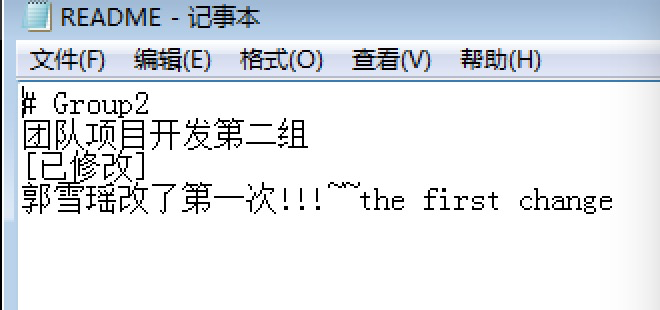 README - 记事本
文件(F) 编辑(E) 格式(O) 查看(V) 帮助(H)
# Group2
团队项目开发第二组
[已修改]
郭雪瑶改了第一次!!!~~~the first change